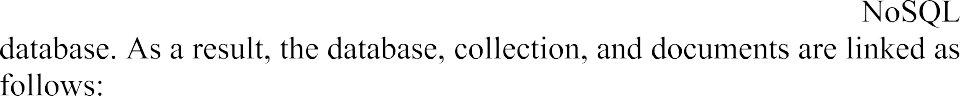 NoSQL
database. As a result, the database, collection, and documents are linked as
follows: